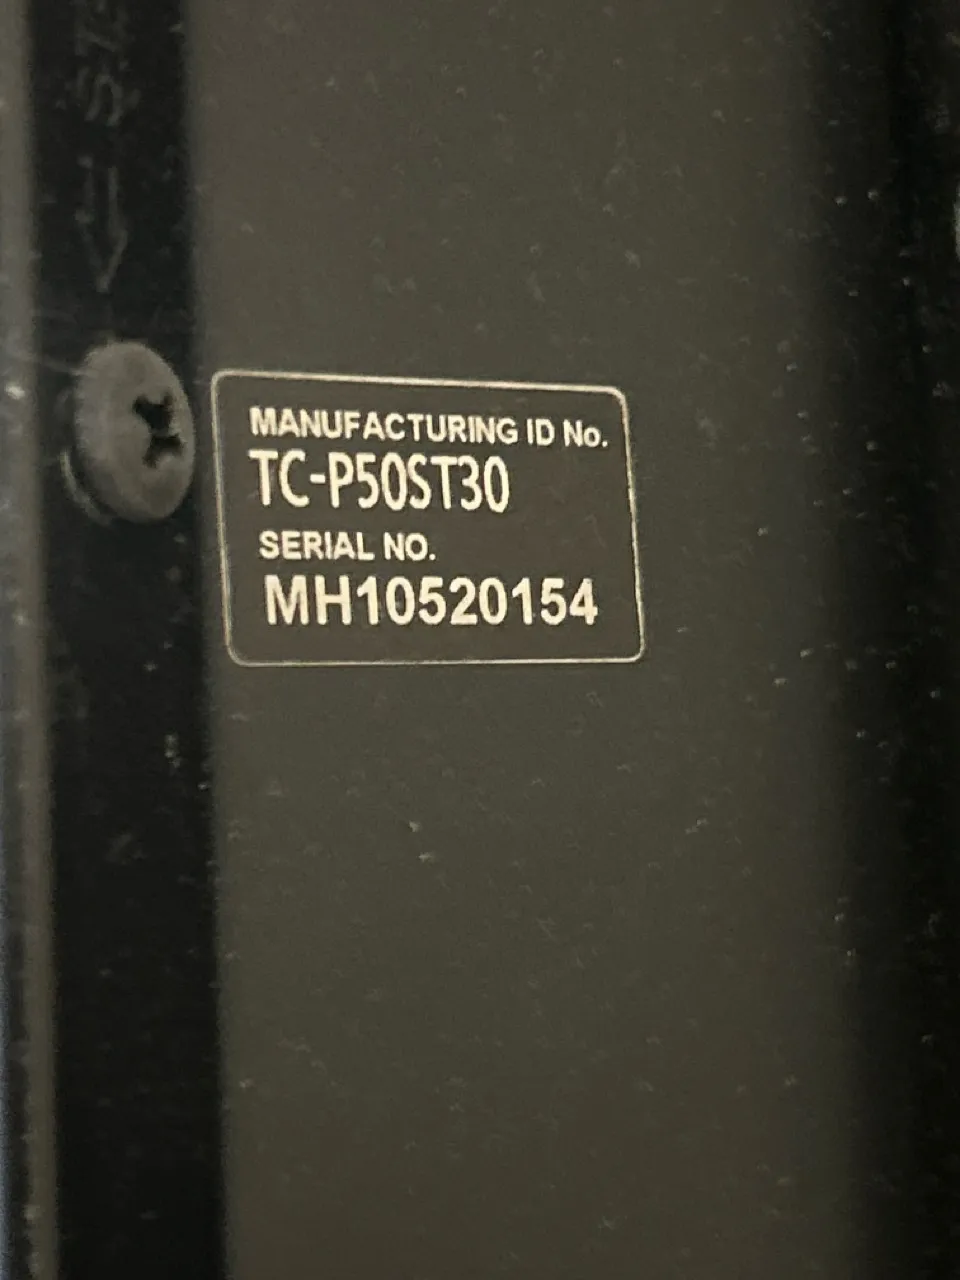 MANUFACTURING ID No.
TC-P50ST30
SERIAL NO.
MH10520154